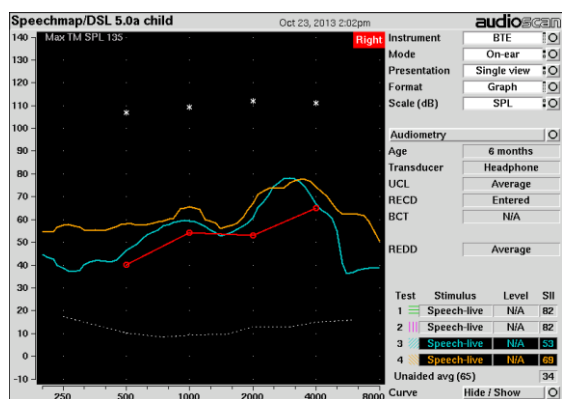 Speechmap/DSL 5.0a child Oct 23, 2013 2:02pm audioscan
Max TM SPL 135 Right
140
130
120
110
100
90
80
70
60
50
40
30
20
10
0
-10
250 500 1000 2000 4000 8000
Instrument BTE
Mode On-ear
Presentation Single view
Format Graph
Scale (dB) SPL
Audiometry
Age 6 months
Transducer Headphone
UCL Average
RECD Entered
BCT N/A
REDD Average
Test Stimulus Level SII
1 Speech-live N/A 82
2 Speech-live N/A 82
3 Speech-live N/A 53
4 Speech-live N/A 69
Unaided avg (65) 34
Curve Hide / Show